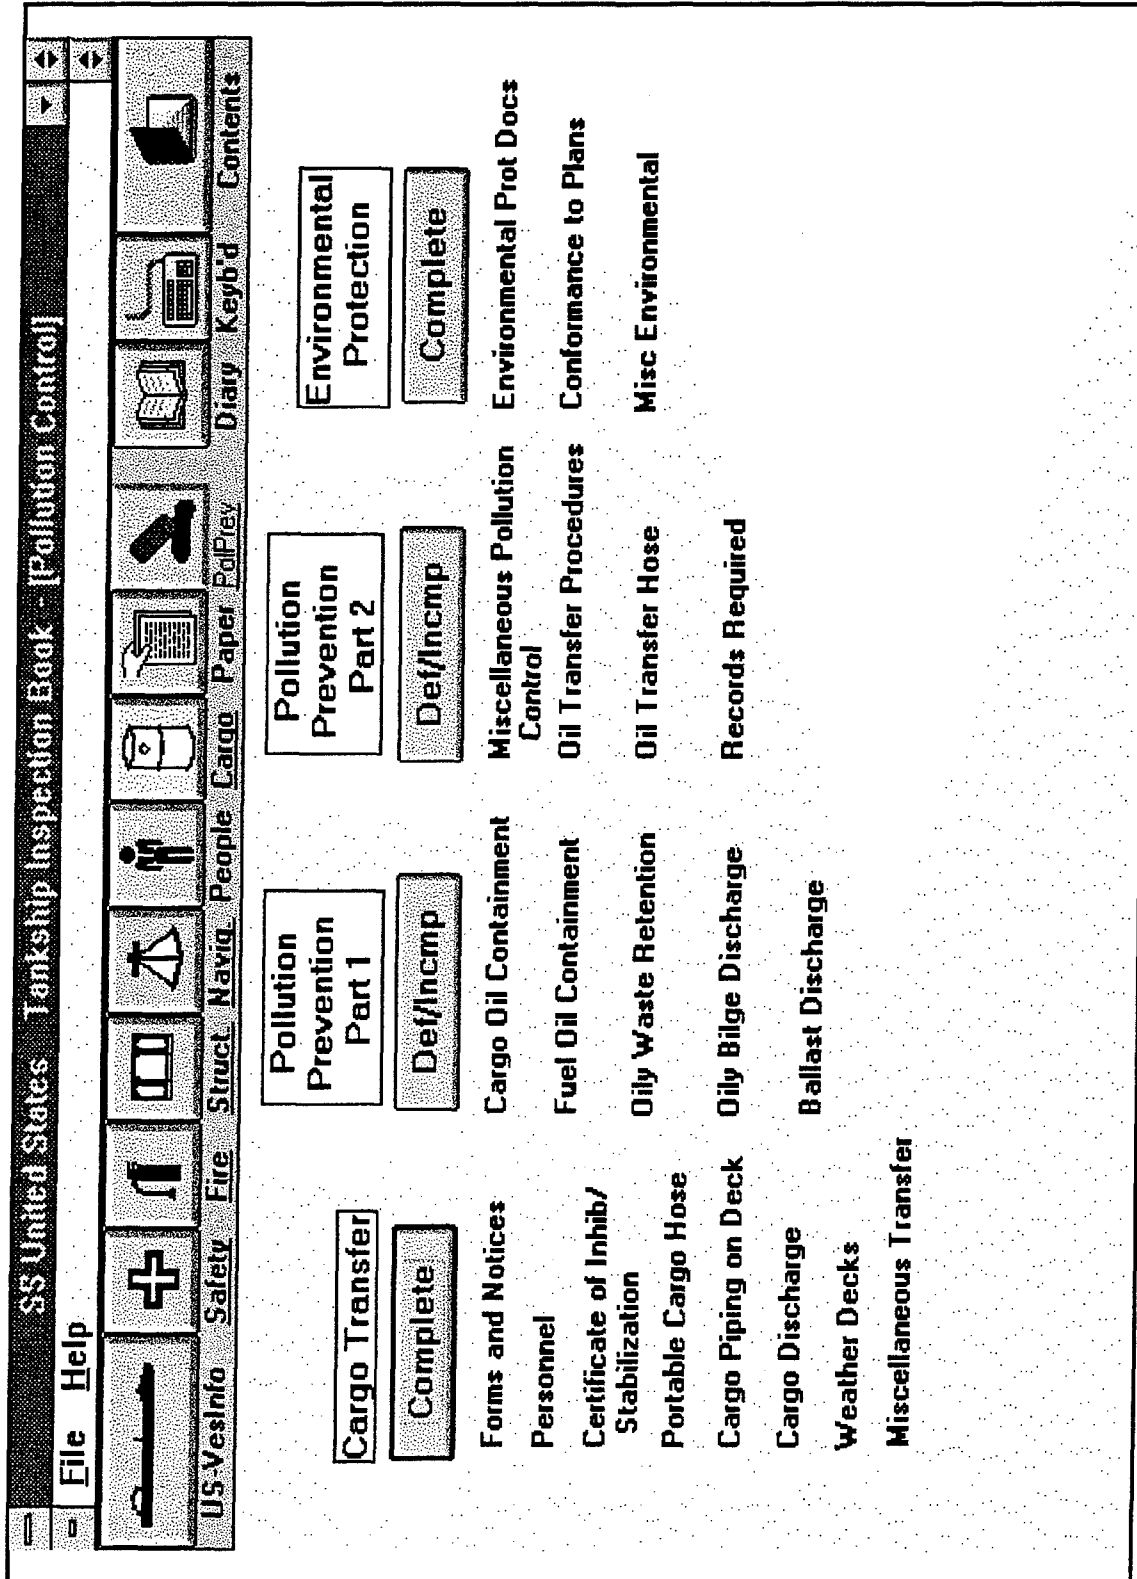 SS United States Tankship Inspection Book - [Pollution Control]
File Help
US-VesInfo Safety Fire Struct. Navig People Cargo Paper PolPrev Diary Keyb'd Contents
Cargo Transfer
Complete
Forms and Notices
Personnel
Certificate of Inhib/
Stabilization
Portable Cargo Hose
Cargo Piping on Deck
Cargo Discharge
Weather Decks
Miscellaneous Transfer
Pollution
Prevention
Part 1
Def/Incmp
Cargo Oil Containment
Fuel Oil Containment
Oily Waste Retention
Oily Bilge Discharge
Ballast Discharge
Pollution
Prevention
Part 2
Def/Incmp
Miscellaneous Pollution
Control
Oil Transfer Procedures
Oil Transfer Hose
Records Required
Environmental
Protection
Complete
Environmental Prot Docs
Conformance to Plans
Misc Environmental